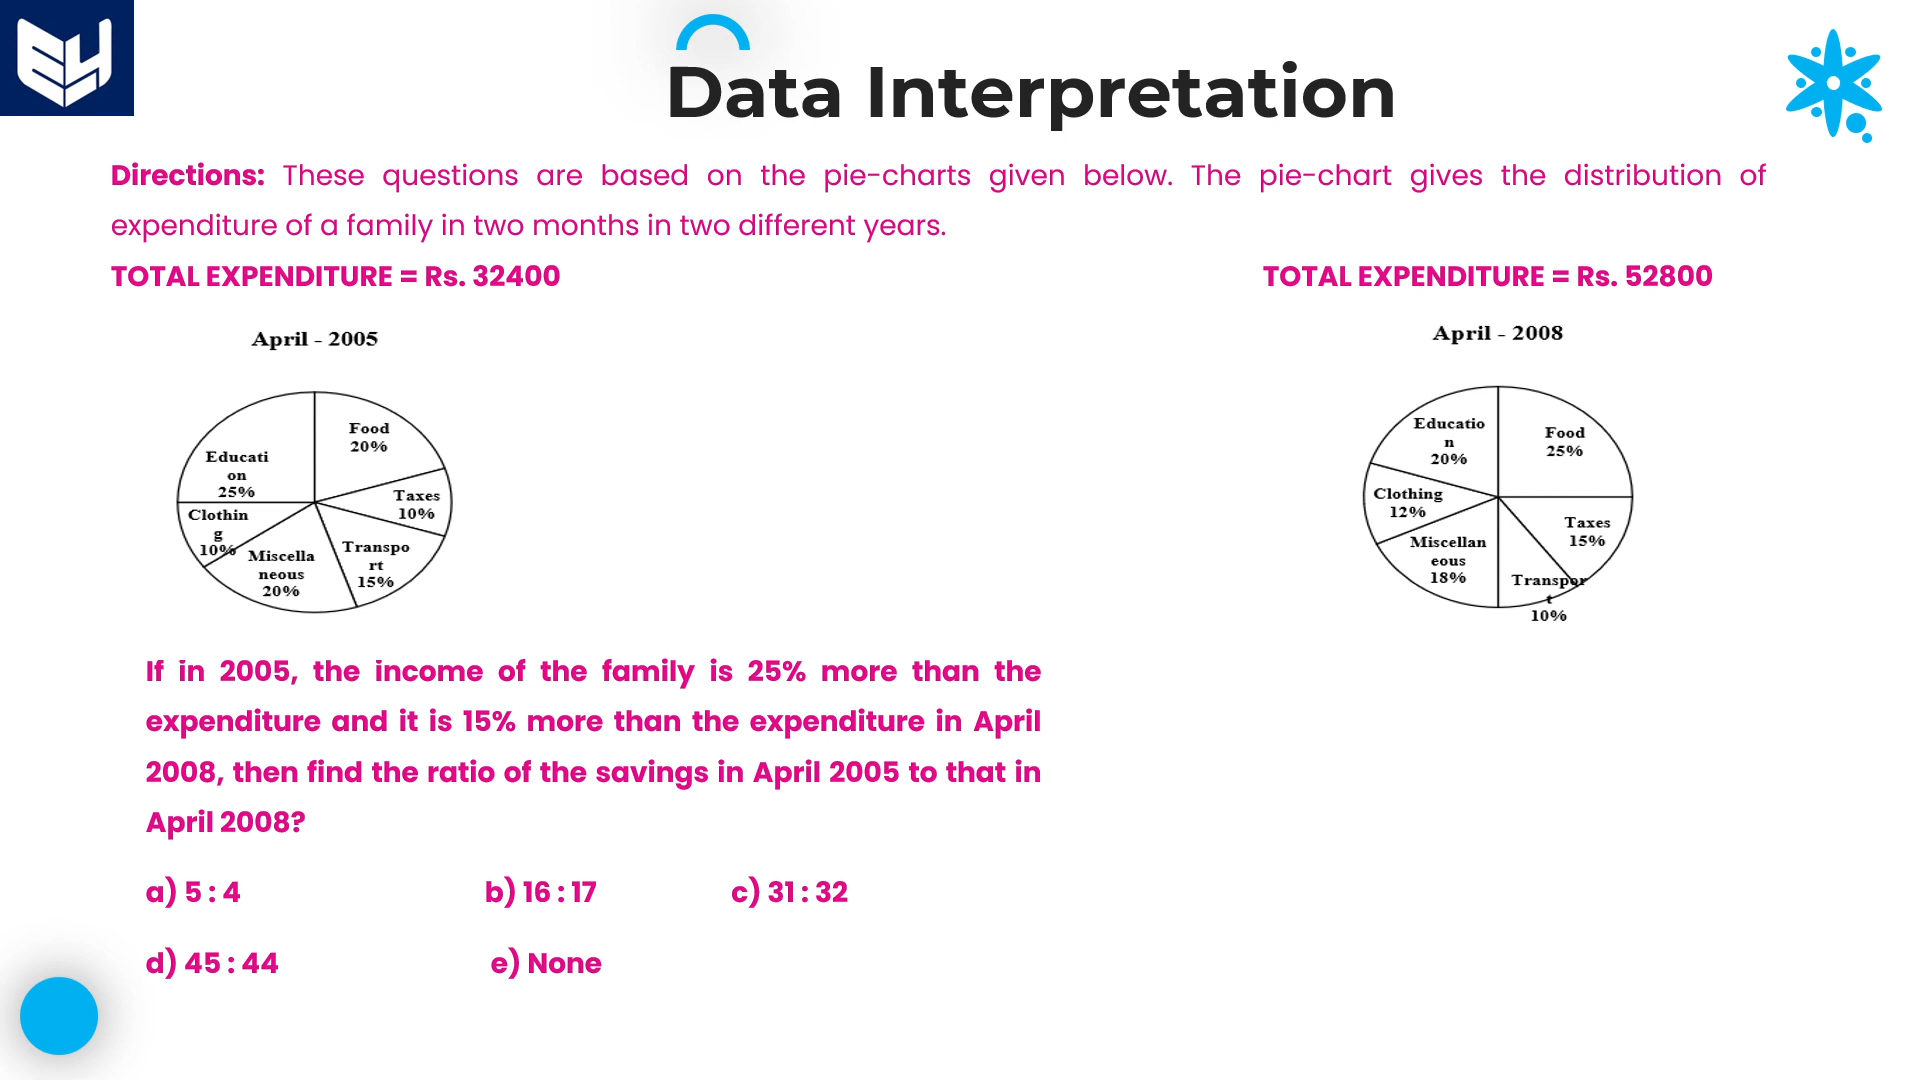 Data Interpretation
Directions: These questions are based on the pie-charts given below. The pie-chart gives the distribution of
expenditure of a family in two months in two different years.
TOTAL EXPENDITURE = Rs. 32400
TOTAL EXPENDITURE = Rs. 52800
April - 2005
Food
20%
Taxes
10%
Transpo
rt
15%
Miscella
neous
20%
Clothin
g
10%
Educati
on
25%
April - 2008
Food
25%
Taxes
15%
Transpor
t
10%
Miscellan
eous
18%
Clothing
12%
Educatio
n
20%
If in 2005, the income of the family is 25% more than the
expenditure and it is 15% more than the expenditure in April
2008, then find the ratio of the savings in April 2005 to that in
April 2008?
a) 5 : 4 b) 16 : 17 c) 31 : 32
d) 45 : 44 e) None